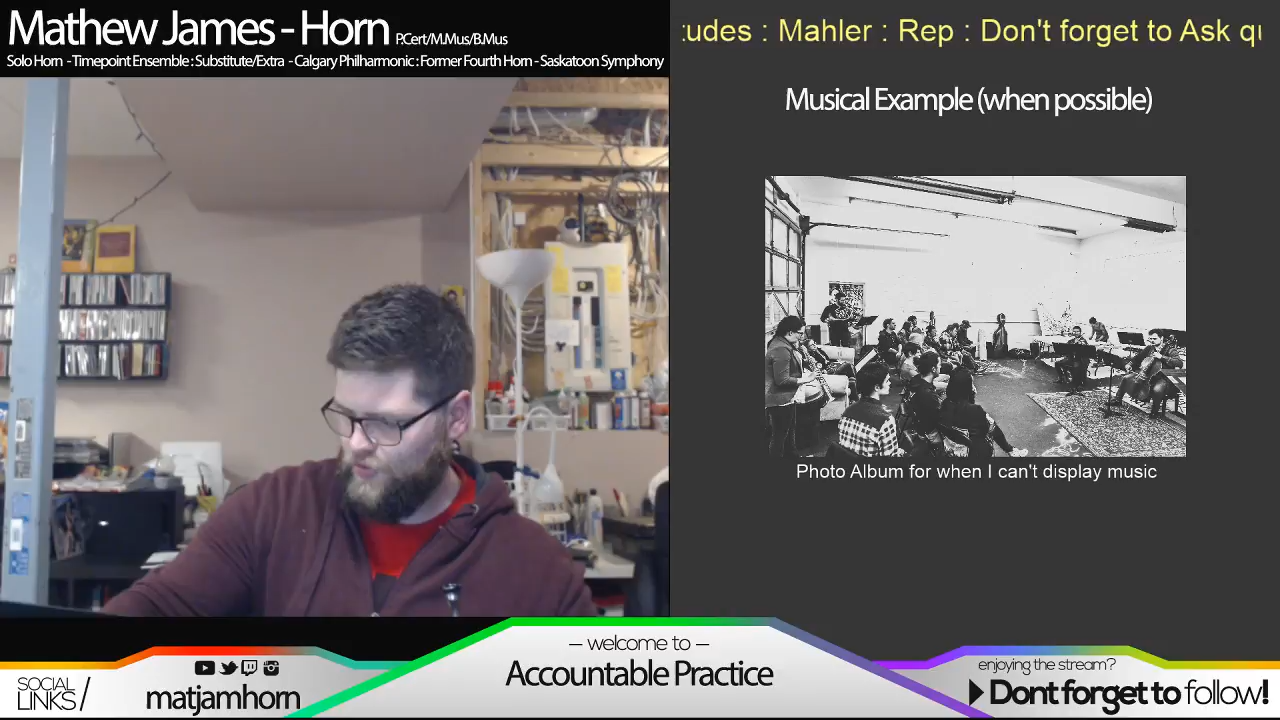 Mathew James - Horn P.Cert/M.Mus/B.Mus
Solo Horn - Timepoint Ensemble : Substitute/Extra - Calgary Philharmonic : Former Fourth Horn - Saskatoon Symphony
: Mahler : Rep : Don't forget to Ask
Musical Example (when possible)
Photo Album for when I can't display music
SOCIAL
LINKS/
matjamhorn
— welcome to —
Accountable Practice
enjoying the stream?
Dont forget to follow!